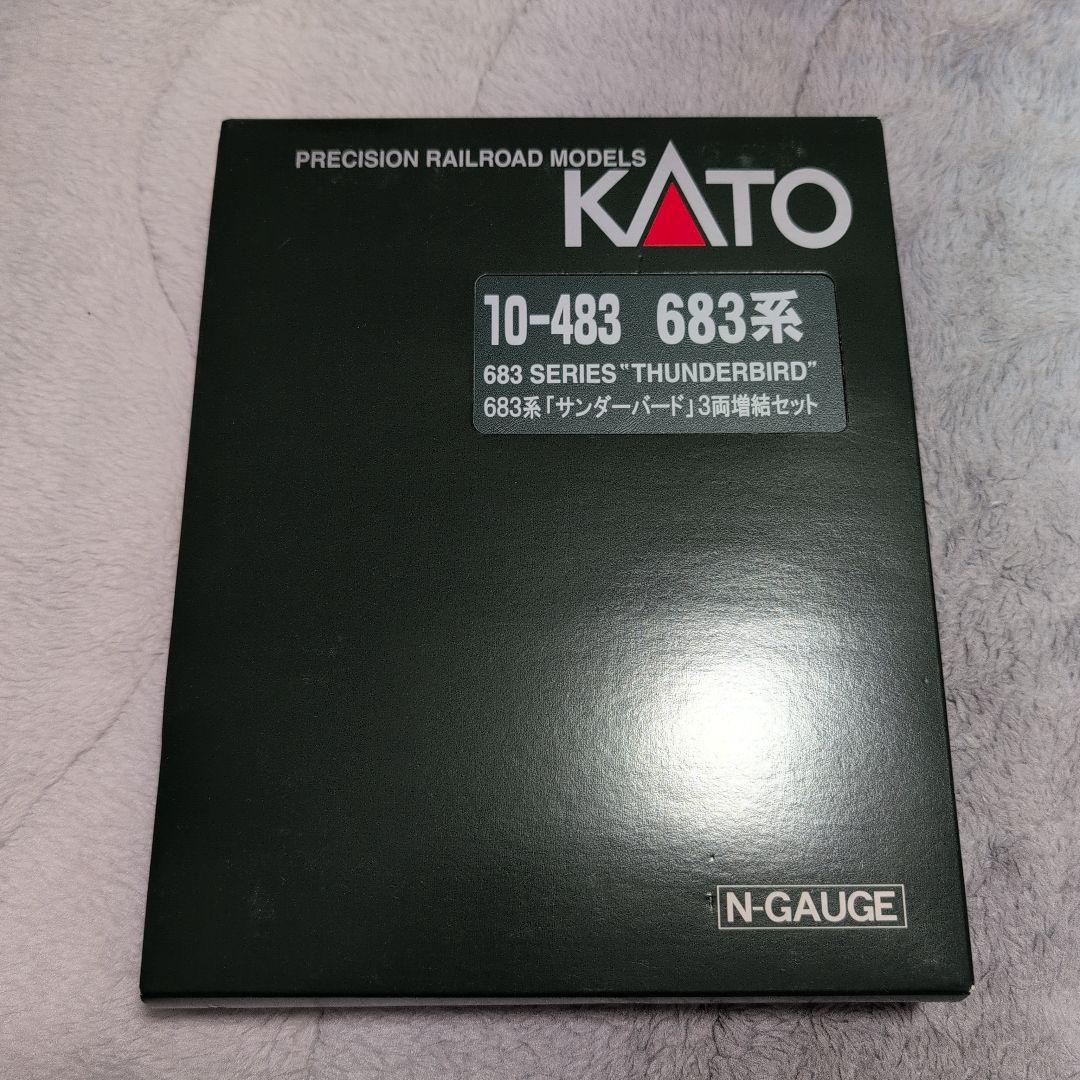 PRECISION RAILROAD MODELS
KATO
10-483 683系
683 SERIES "THUNDERBIRD"
683系「サンダーバード」3両増結セット
N-GAUGE